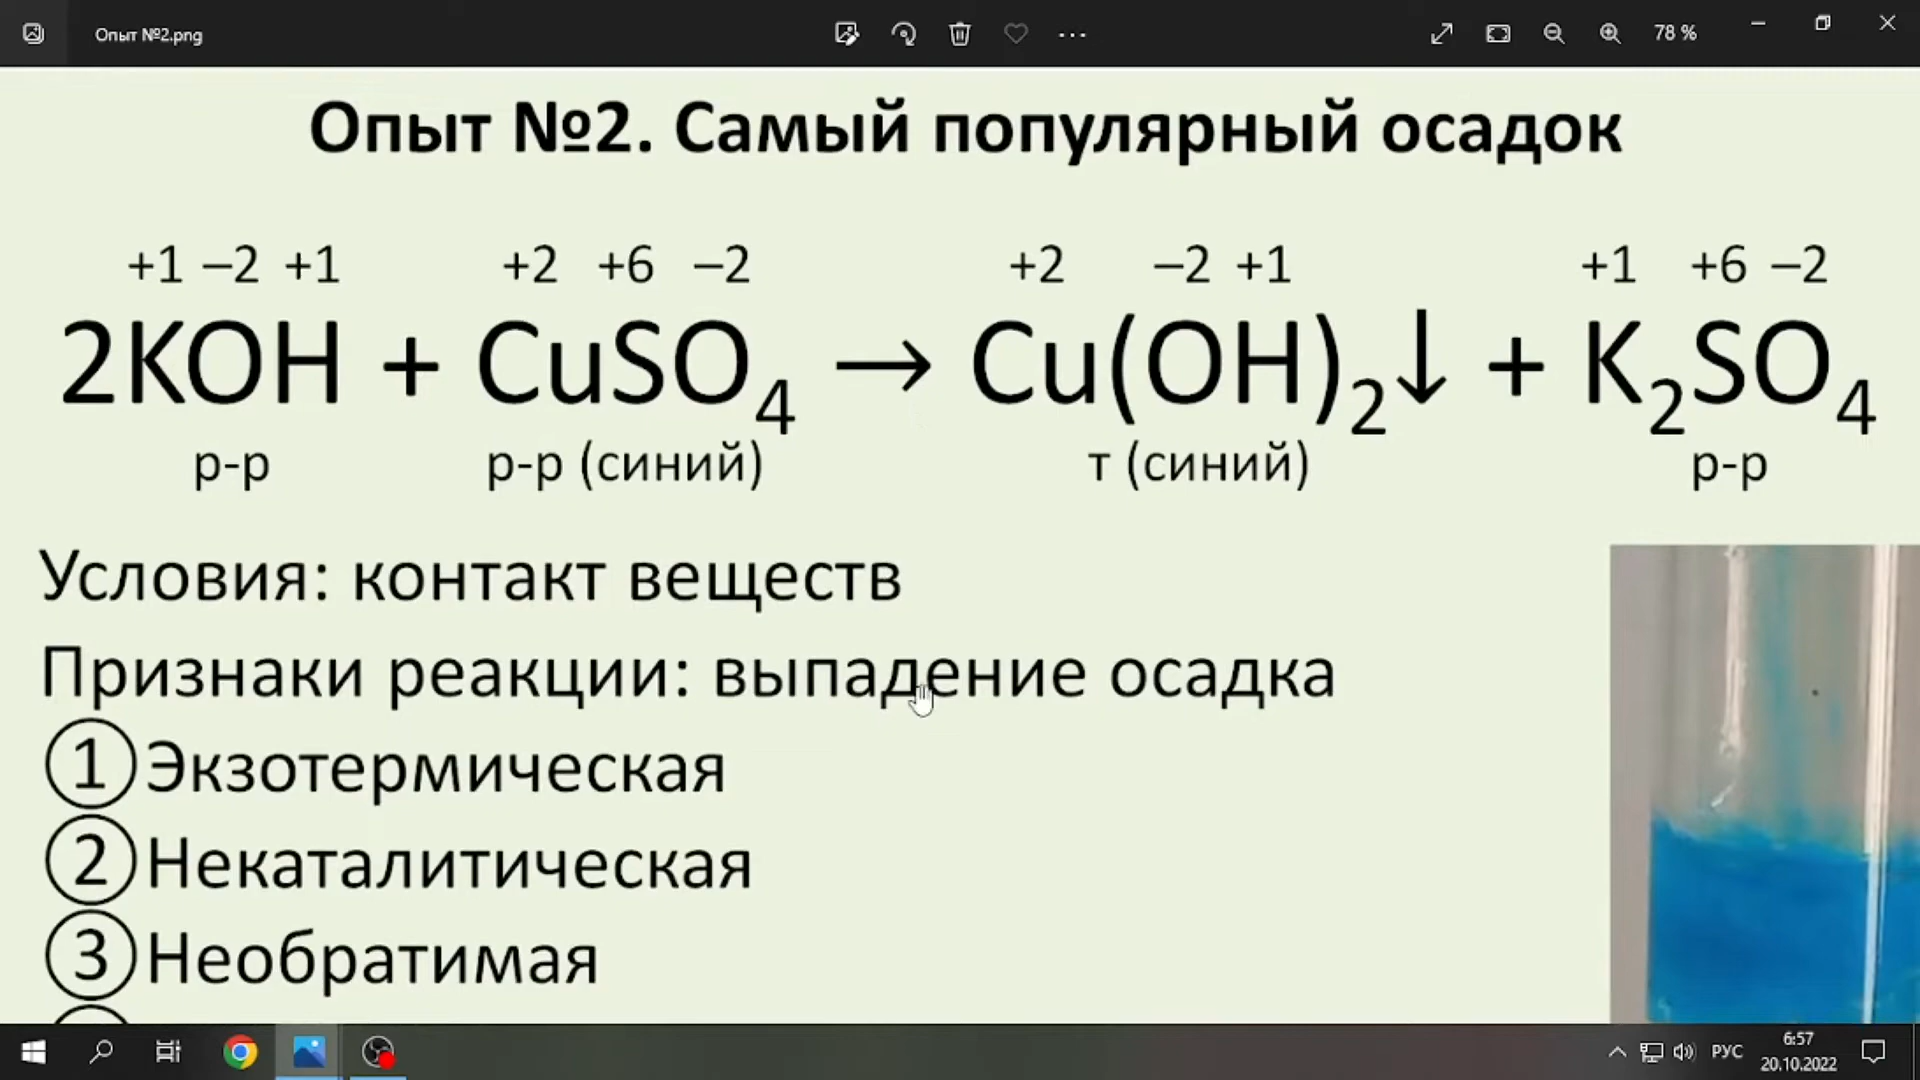 Опыт №2.png
78 %
Опыт №2. Самый популярный осадок
+1 –2 +1 +2 +6 –2 +2 –2 +1 +1 +6 –2
2KOH + CuSO₄ → Cu(OH)₂↓ + K₂SO₄
р-р р-р (синий) т (синий) р-р
Условия: контакт веществ
Признаки реакции: выпадение осадка
1 Экзотермическая
2 Некаталитическая
3 Необратимая
РУС
6:57
20.10.2022